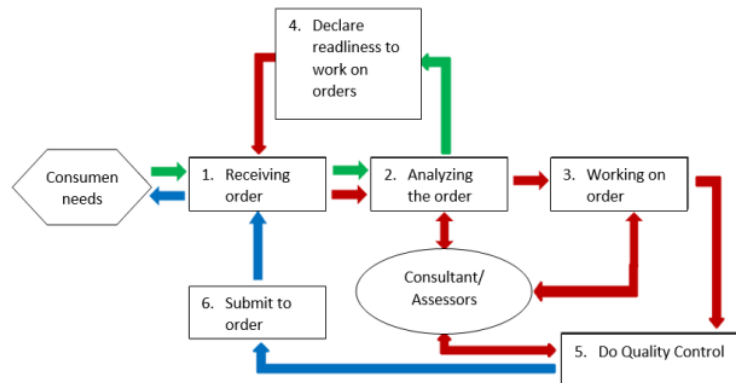 4. Declare
readliness to
work on
orders
Consumen
needs
1. Receiving
order
2. Analyzing
the order
3. Working on
order
Consultant/
Assessors
6. Submit to
order
5. Do Quality Control